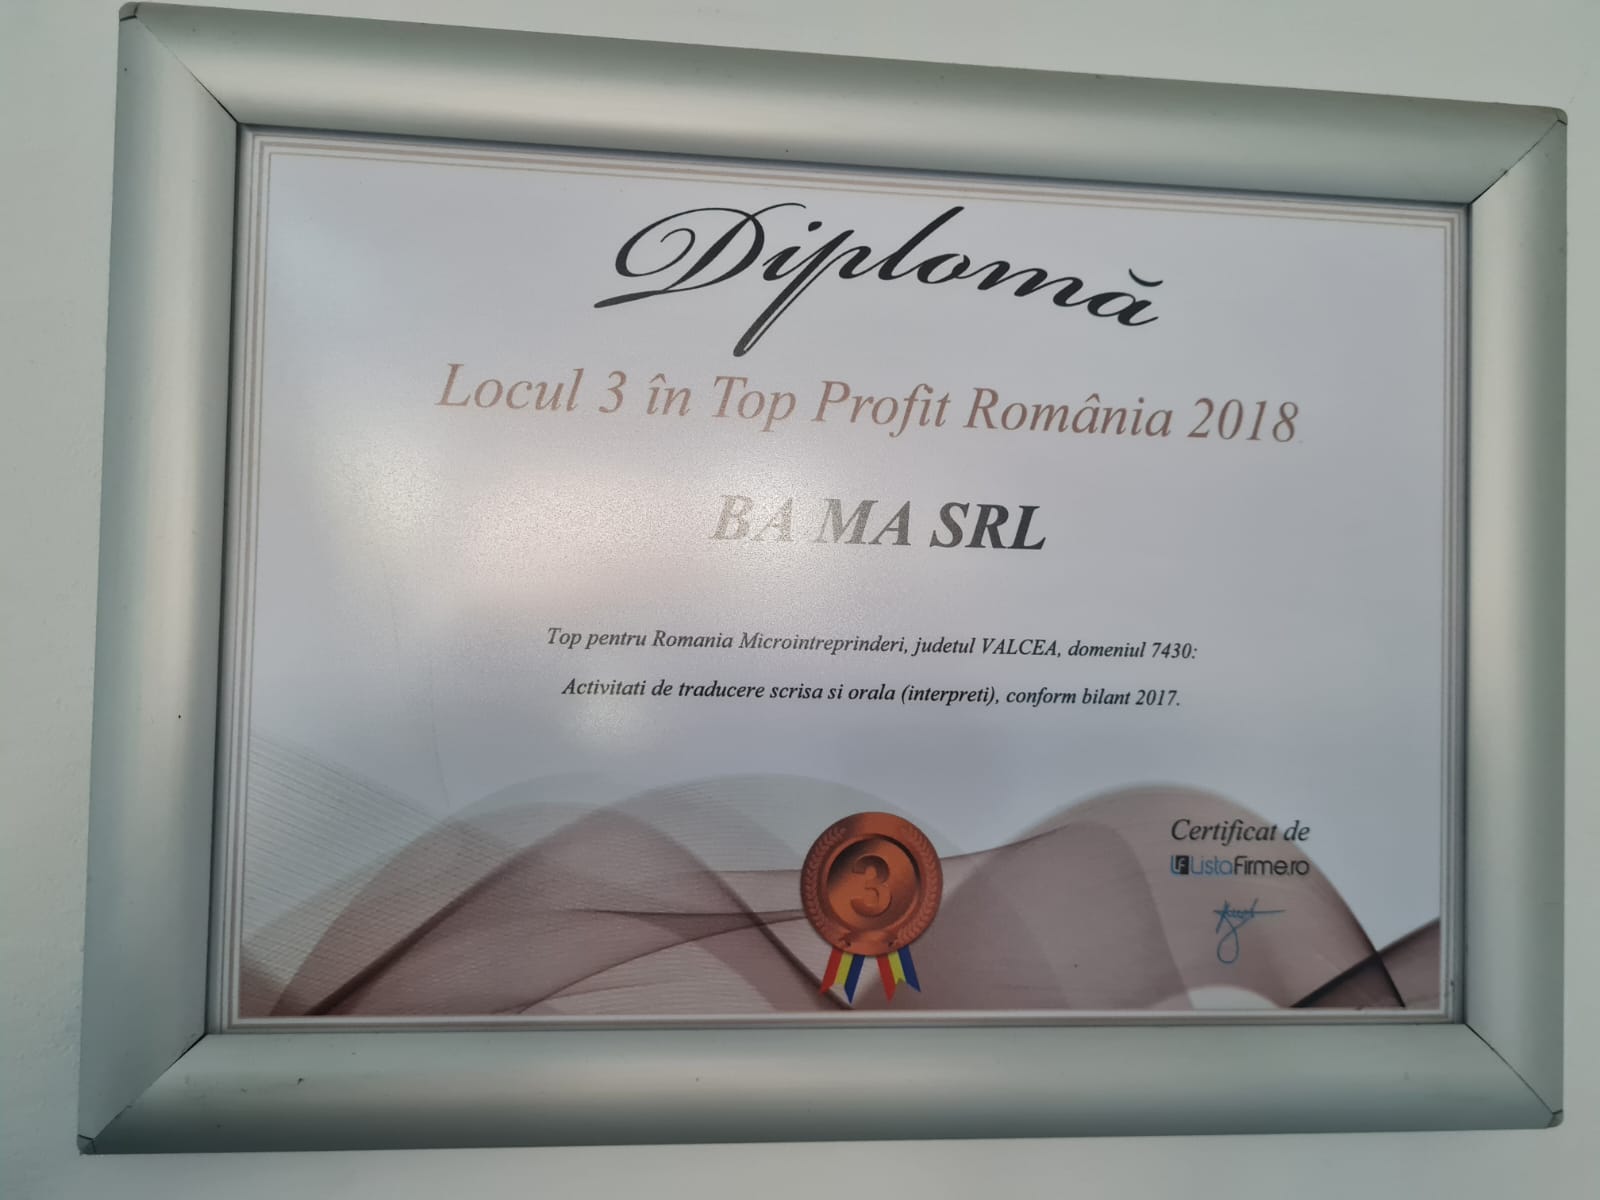 Diplomă
Locul 3 în Top Profit România 2018
BA MA SRL
Top pentru Romania Microintreprinderi, judetul VALCEA, domeniul 7430:
Activitati de traducere scrisa si orala (interpreti), conform bilant 2017.
3
Certificat de
LF ListaFirme.ro